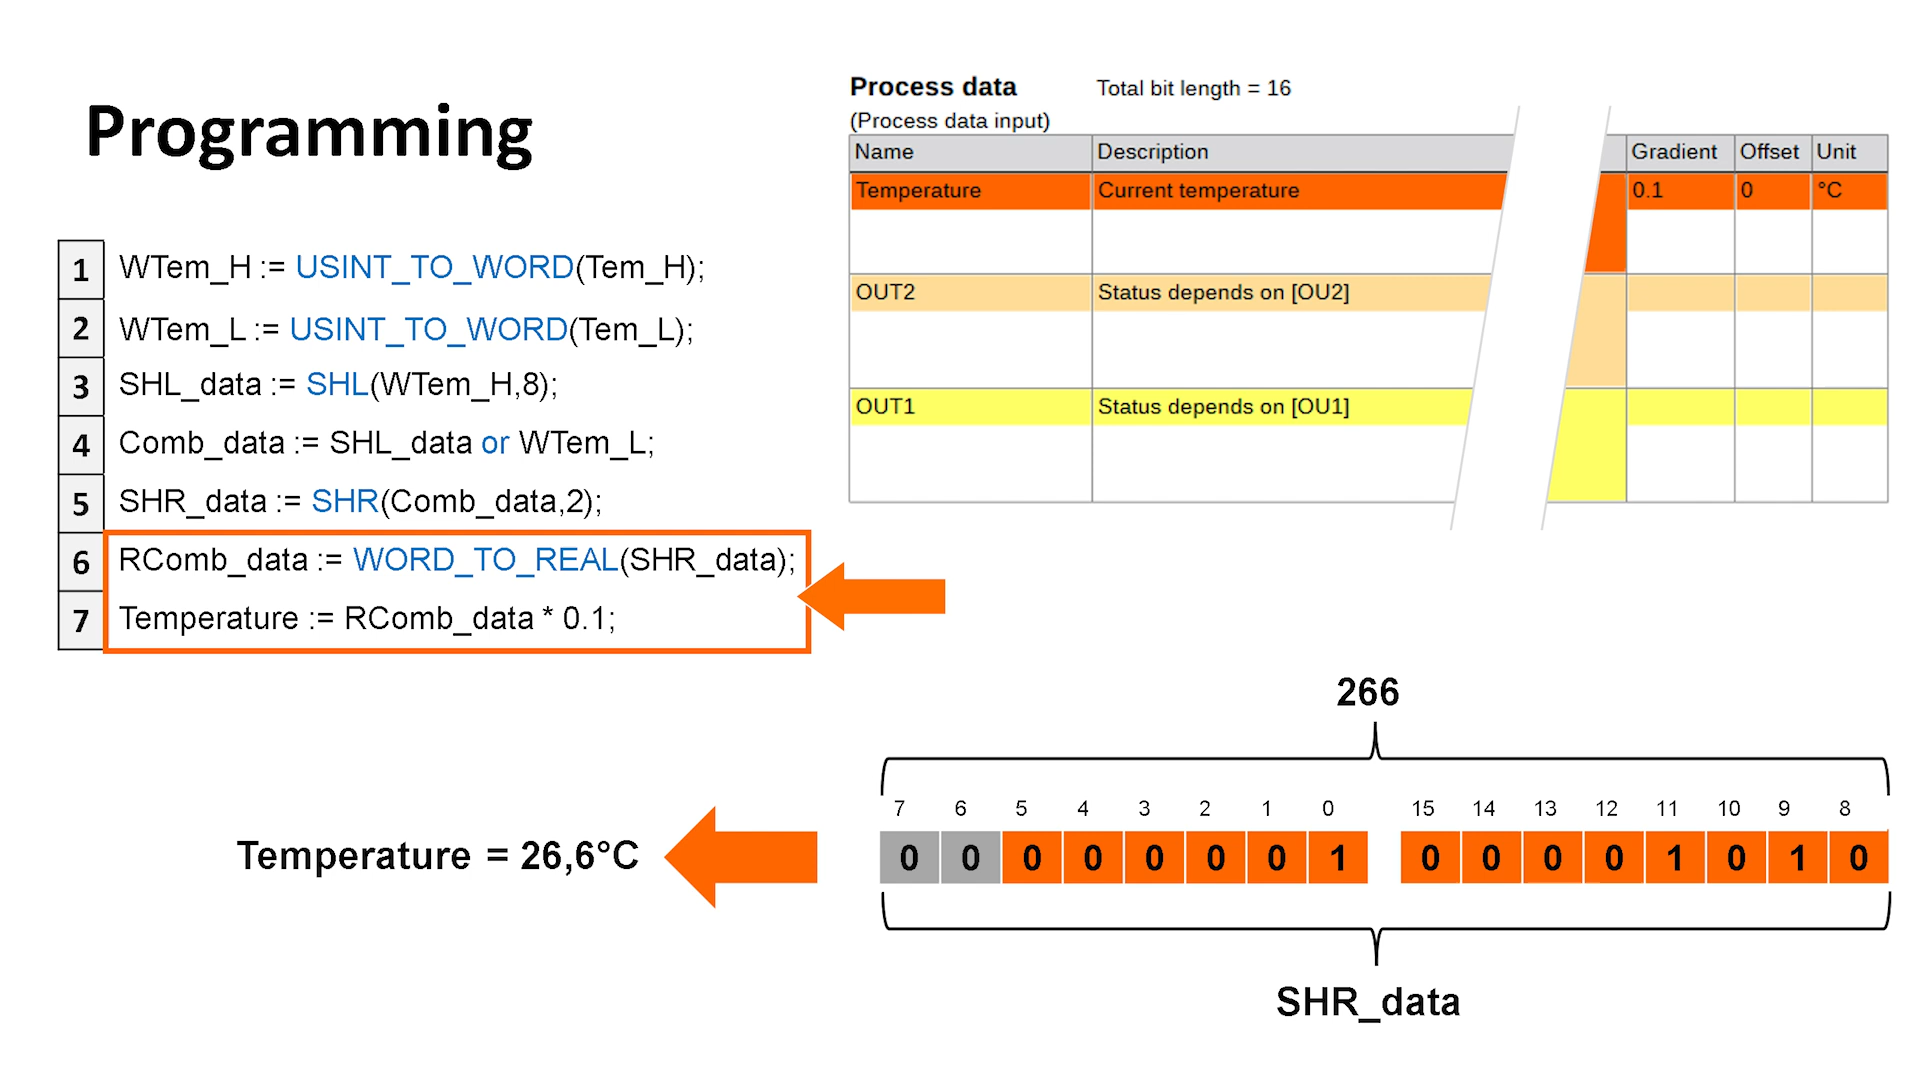 Programming
1 WTem_H := USINT_TO_WORD(Tem_H);
2 WTem_L := USINT_TO_WORD(Tem_L);
3 SHL_data := SHL(WTem_H,8);
4 Comb_data := SHL_data or WTem_L;
5 SHR_data := SHR(Comb_data,2);
6 RComb_data := WORD_TO_REAL(SHR_data);
7 Temperature := RComb_data * 0.1;
Process data Total bit length = 16
(Process data input)
Name Description Gradient Offset Unit
Temperature Current temperature 0.1 0 °C
OUT2 Status depends on [OU2]
OUT1 Status depends on [OU1]
266
7 6 5 4 3 2 1 0 15 14 13 12 11 10 9 8
0 0 0 0 0 0 0 1 0 0 0 0 1 0 1 0
SHR_data
Temperature = 26,6°C